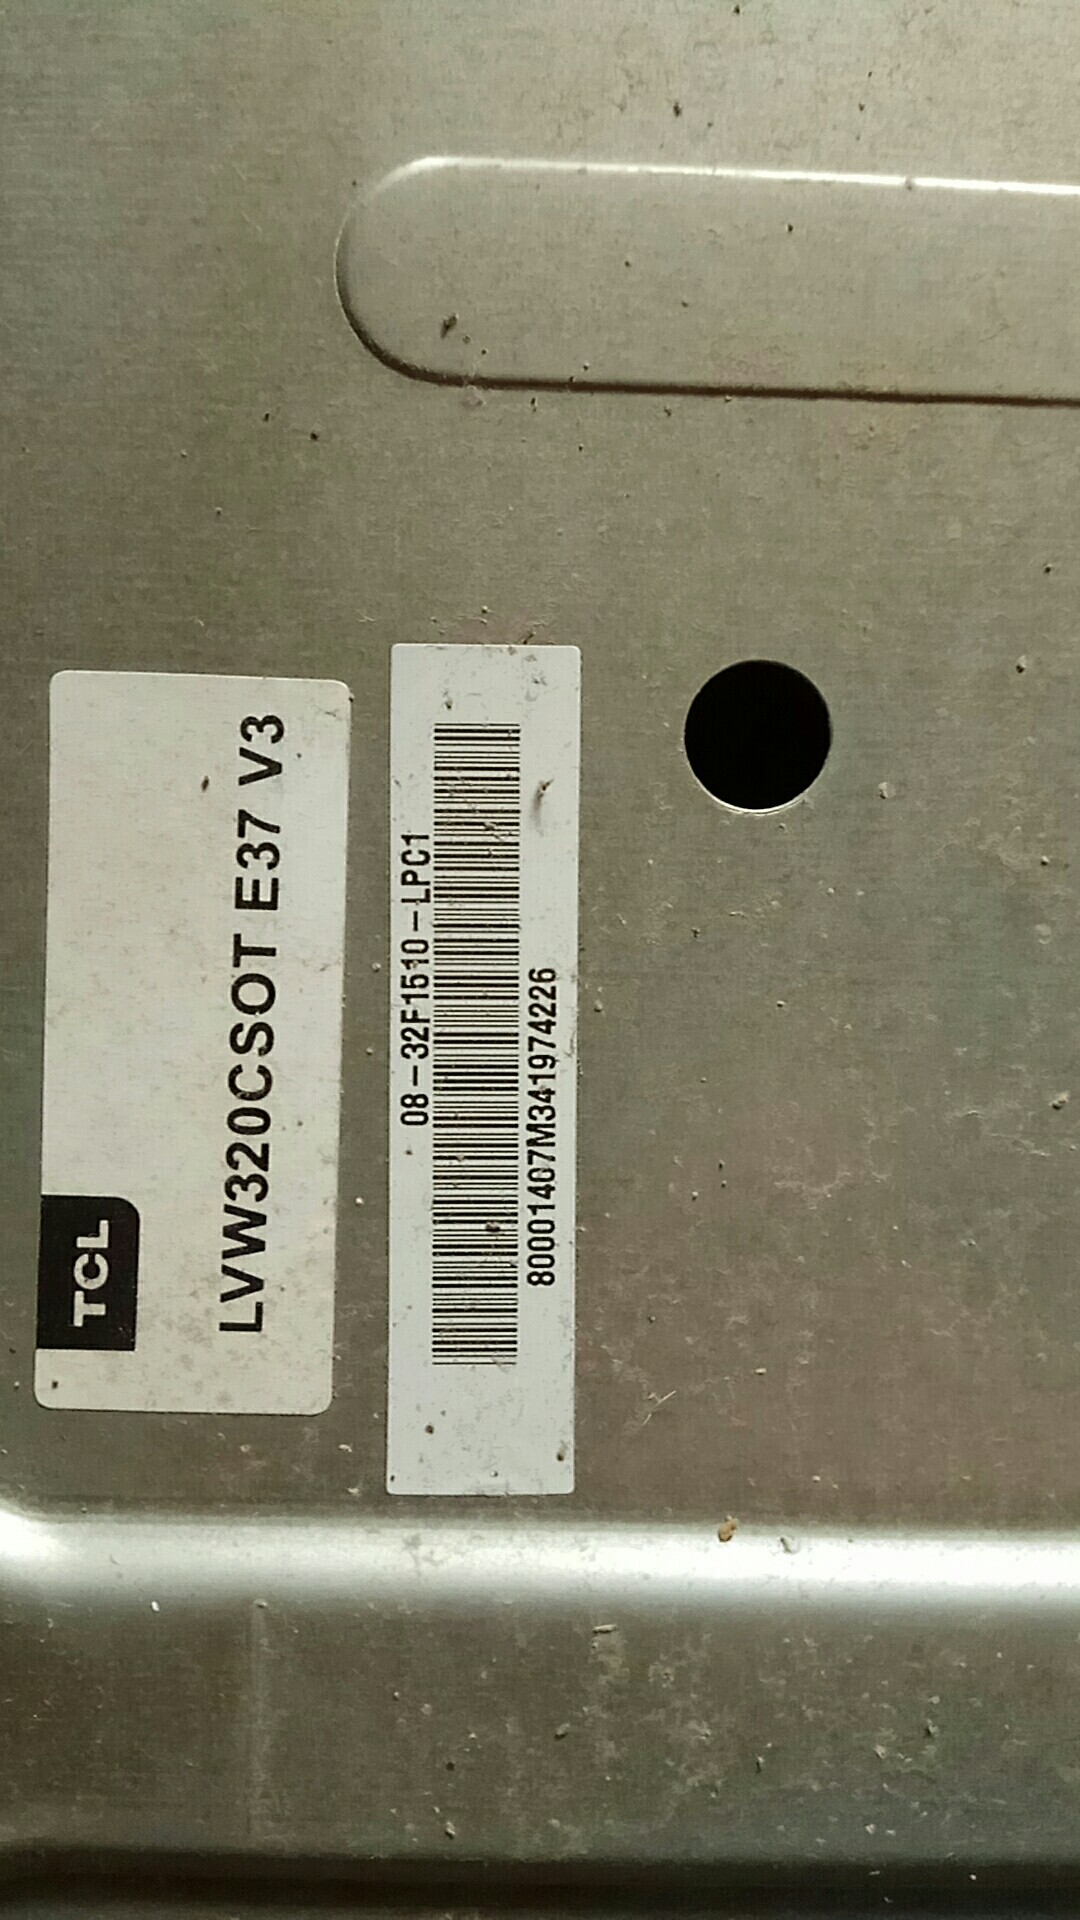 TCL
LVW320CSOT E37 V3
08-32F1510-LPC1
80001407M341974226